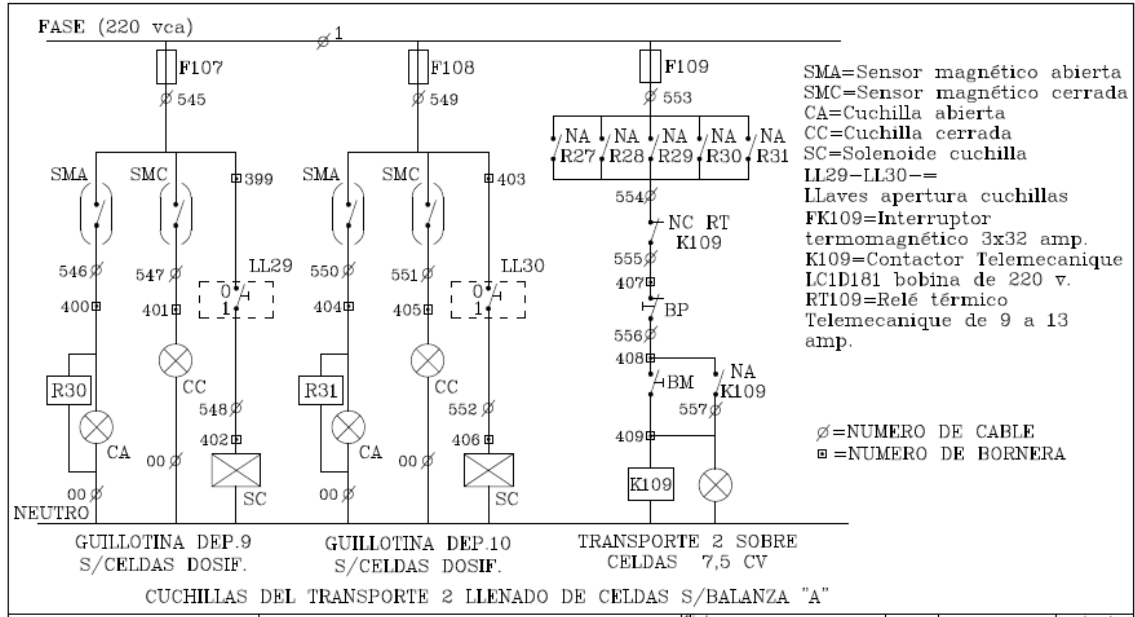 FASE (220 vca)
1
F107
545
F108
549
F109
553
SMA=Sensor magnético abierta
SMC=Sensor magnético cerrada
CA=Cuchilla abierta
CC=Cuchilla cerrada
SC=Solenoide cuchilla
LL29-LL30-=
LLaves apertura cuchillas
FK109=Interruptor
termomagnético 3x32 amp.
K109=Contactor Telemecanique
LC1D181 bobina de 220 v.
RT109=Relé térmico
Telemecanique de 9 a 13
amp.
NA NA NA NA NA
R27 R28 R29 R30 R31
SMA SMC 399
SMA SMC 403
554
NC RT
K109
555
546 547 LL29
550 551 LL30
407
400 401 0
1
404 405 0
1
BP
556
408
R30 CC
R31 CC
BM
NA
K109
557
548
552
CA 402
CA 406
409
00
00
SC
00
00
SC
K109
NEUTRO
⌀=NUMERO DE CABLE
⊡=NUMERO DE BORNERA
GUILLOTINA DEP.9
S/CELDAS DOSIF.
GUILLOTINA DEP.10
S/CELDAS DOSIF.
TRANSPORTE 2 SOBRE
CELDAS 7,5 CV
CUCHILLAS DEL TRANSPORTE 2 LLENADO DE CELDAS S/BALANZA "A"